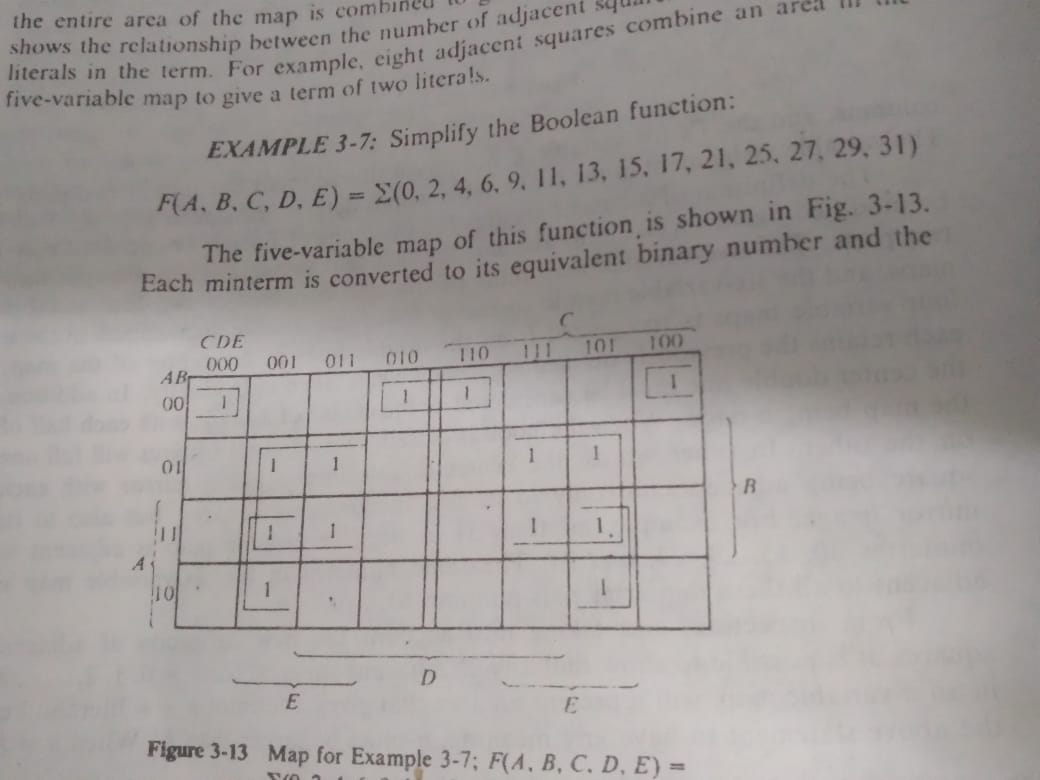 the entire area of the map is combined
shows the relationship between the number of adjacent
literals in the term. For example, eight adjacent squares combine an area in
five-variable map to give a term of two literals.
EXAMPLE 3-7: Simplify the Boolean function:
F(A, B, C, D, E) = Σ(0, 2, 4, 6, 9, 11, 13, 15, 17, 21, 25, 27, 29, 31)
The five-variable map of this function is shown in Fig. 3-13.
Each minterm is converted to its equivalent binary number and the
C
CDE
000 001 011 010 110 111 101 100
AB
00 1 1 1 1
01 1 1 1 1
B
11 1 1 1 1
A
10 1 1
D
E E
Figure 3-13 Map for Example 3-7; F(A, B, C, D, E) =